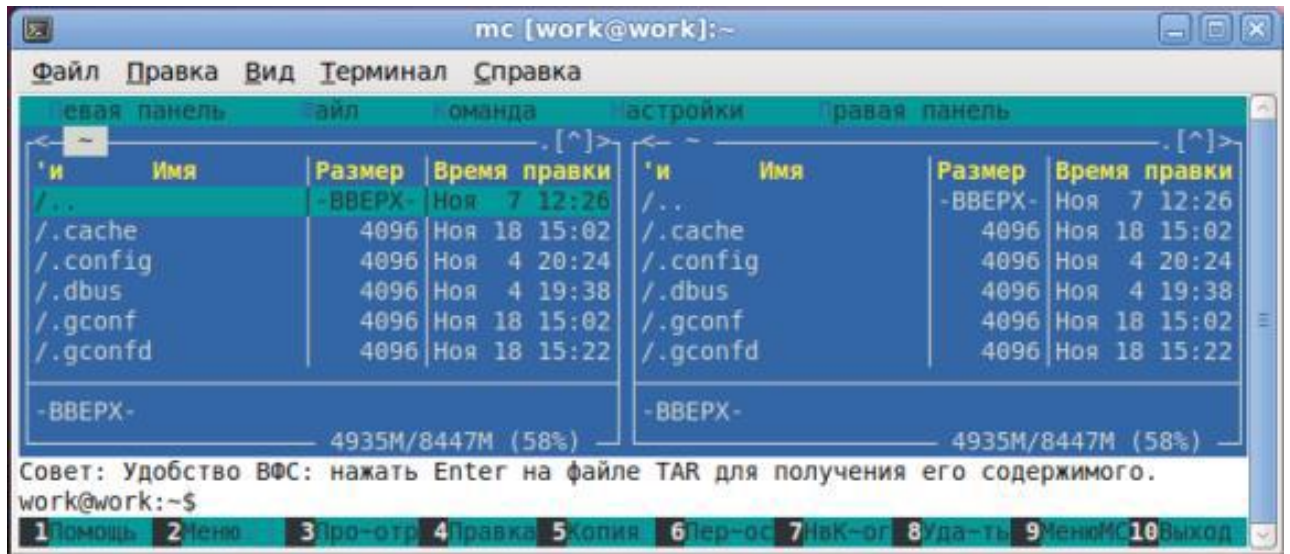 mc [work@work]:~
Файл Правка Вид Терминал Справка
Левая панель Файл Команда Настройки Правая панель
<- ~ .[^]> <- ~ .[^]>
'и Имя Размер Время правки 'и Имя Размер Время правки
/.. -ВВЕРХ- Ноя 7 12:26 /.. -ВВЕРХ- Ноя 7 12:26
/.cache 4096 Ноя 18 15:02 /.cache 4096 Ноя 18 15:02
/.config 4096 Ноя 4 20:24 /.config 4096 Ноя 4 20:24
/.dbus 4096 Ноя 4 19:38 /.dbus 4096 Ноя 4 19:38
/.gconf 4096 Ноя 18 15:02 /.gconf 4096 Ноя 18 15:02
/.gconfd 4096 Ноя 18 15:22 /.gconfd 4096 Ноя 18 15:22
-ВВЕРХ- -ВВЕРХ-
4935M/8447M (58%) 4935M/8447M (58%)
Совет: Удобство ВФС: нажать Enter на файле TAR для получения его содержимого.
work@work:~$
1Помощь 2Меню 3Про~отр 4Правка 5Копия 6Пер~ос 7НвК~ог 8Уда~ть 9МенюMC 10Выход